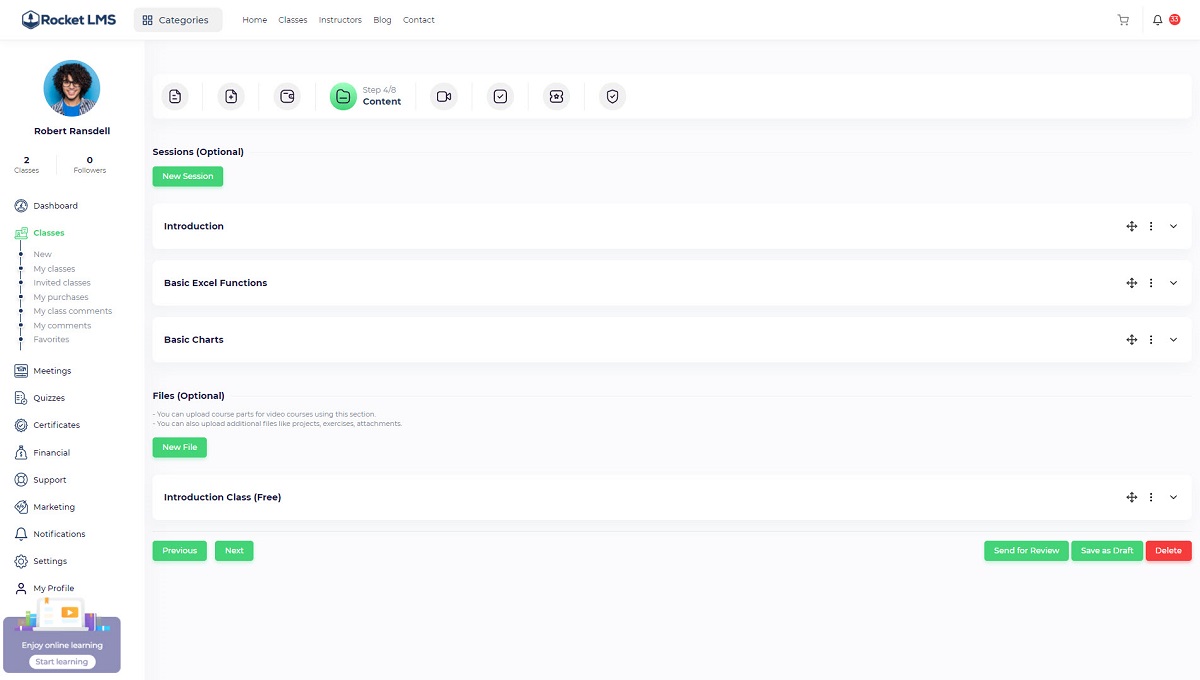 Rocket LMS
Categories
Home
Classes
Instructors
Blog
Contact
33
Robert Ransdell
2
Classes
0
Followers
Dashboard
Classes
New
My classes
Invited classes
My purchases
My class comments
My comments
Favorites
Meetings
Quizzes
Certificates
Financial
Support
Marketing
Notifications
Settings
My Profile
Enjoy online learning
Start learning
Step 4/8
Content
Sessions (Optional)
New Session
Introduction
Basic Excel Functions
Basic Charts
Files (Optional)
- You can upload course parts for video courses using this section.
- You can also upload additional files like projects, exercises, attachments.
New File
Introduction Class (Free)
Previous
Next
Send for Review
Save as Draft
Delete